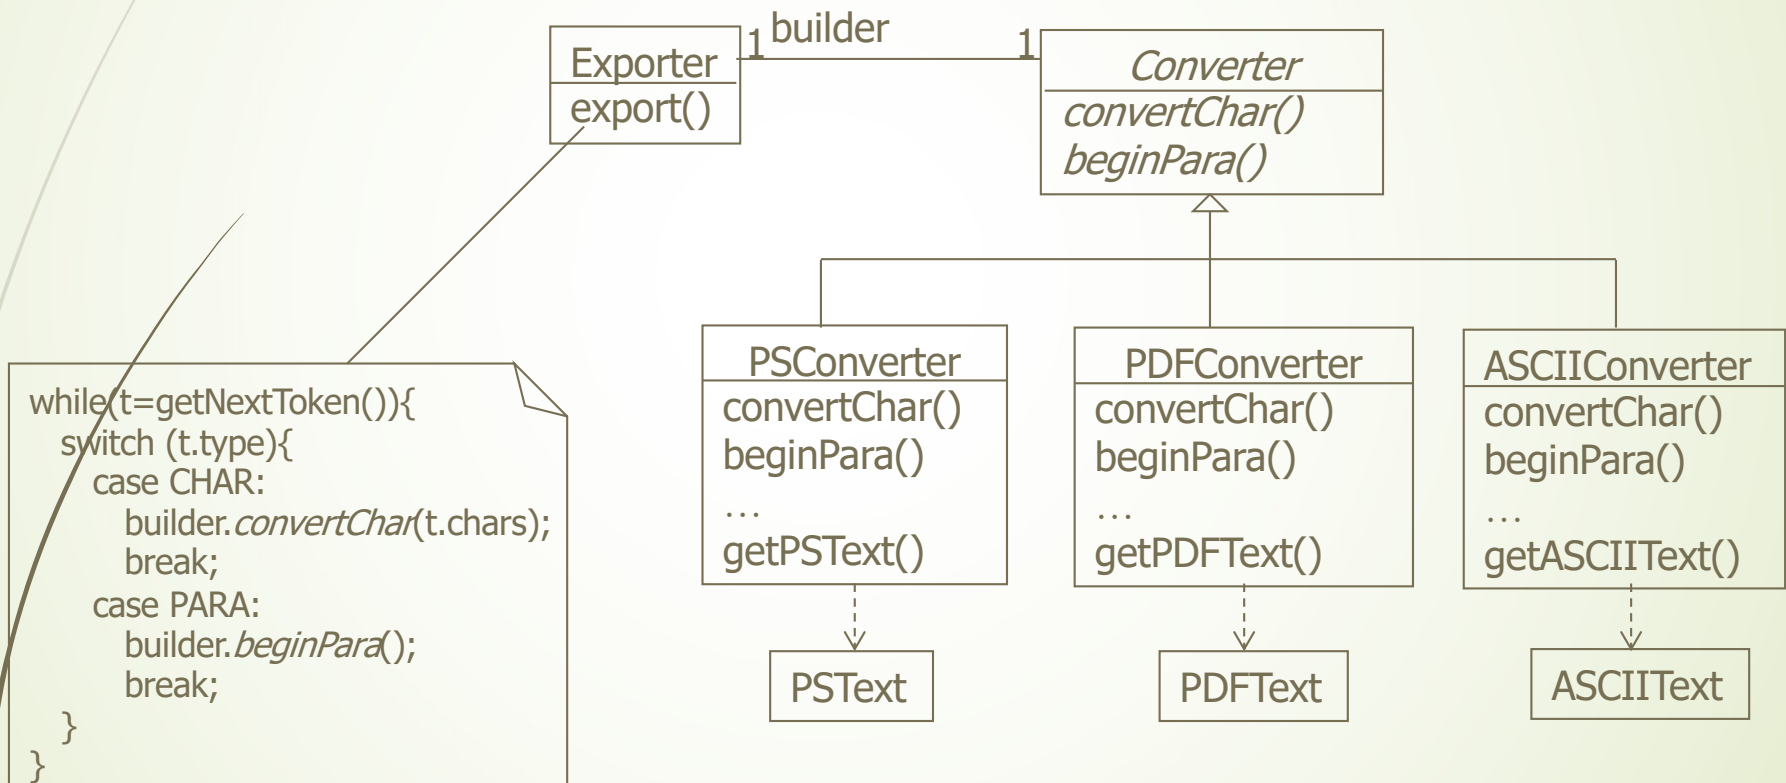 builder
1
1
Exporter
export()
Converter
convertChar()
beginPara()
while(t=getNextToken()){
switch (t.type){
case CHAR:
builder.convertChar(t.chars);
break;
case PARA:
builder.beginPara();
break;
}
}
PSConverter
convertChar()
beginPara()
...
getPSText()
PDFConverter
convertChar()
beginPara()
...
getPDFText()
ASCIIConverter
convertChar()
beginPara()
...
getASCIIText()
PSText
PDFText
ASCIIText